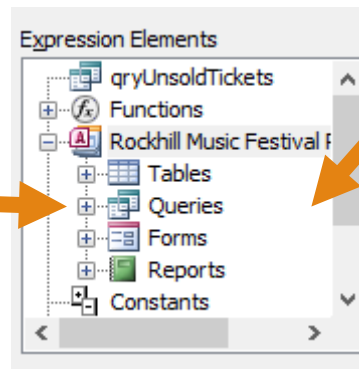 Expression Elements
qryUnsoldTickets
Functions
Rockhill Music Festival
Tables
Queries
Forms
Reports
Constants